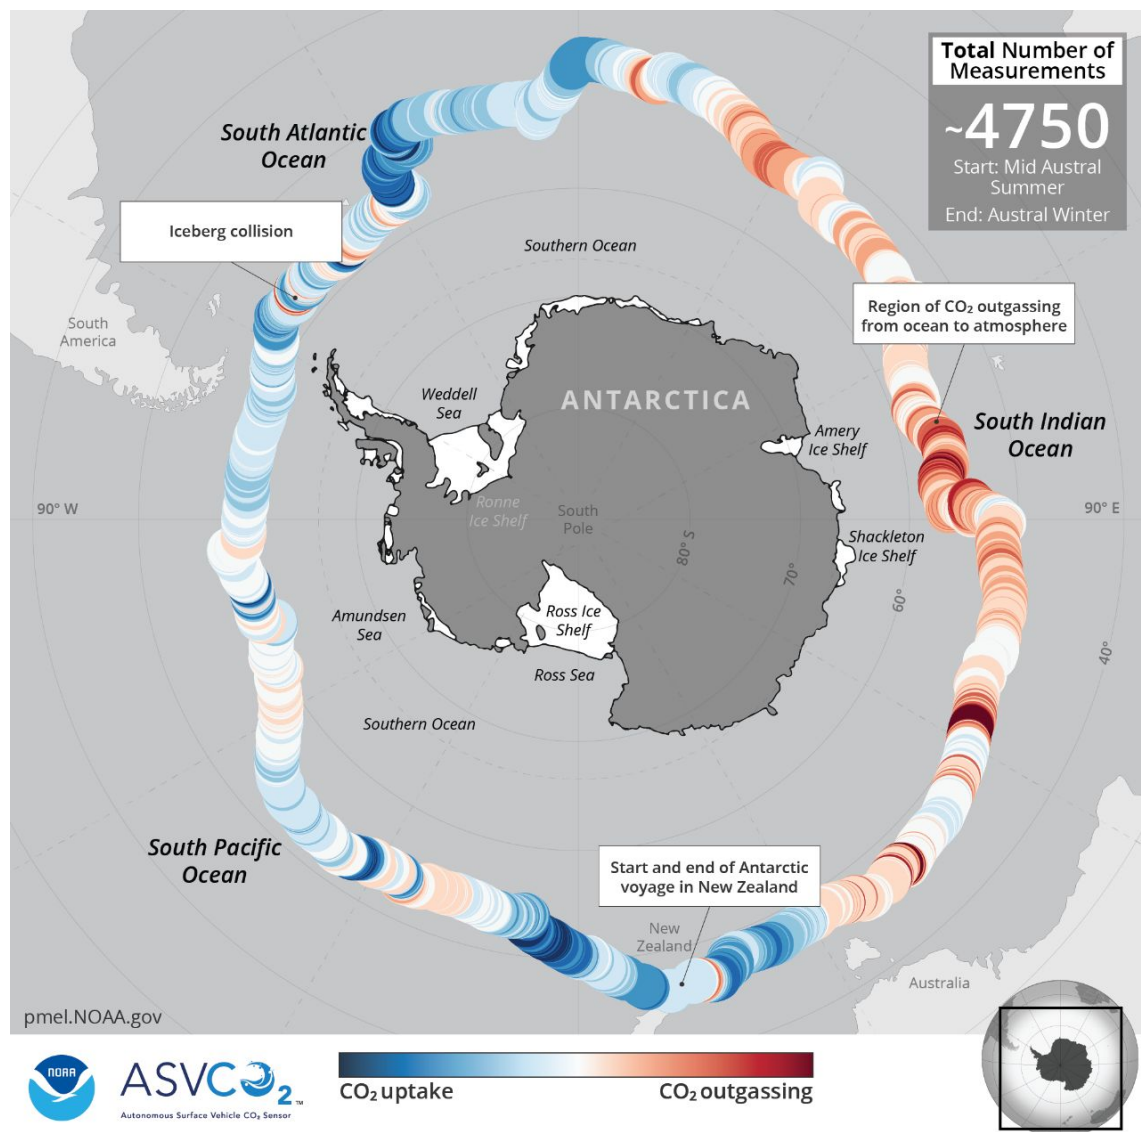 Total Number of
Measurements
~4750
Start: Mid Austral
Summer
End: Austral Winter
South Atlantic
Ocean
Iceberg collision
Southern Ocean
Region of CO₂ outgassing
from ocean to atmosphere
South
America
Weddell
Sea
ANTARCTICA
South Indian
Ocean
Amery
Ice Shelf
90° W
Ronne
Ice Shelf
South
Pole
90° E
80° S
70°
60°
40°
Shackleton
Ice Shelf
Amundsen
Sea
Ross Ice
Shelf
Ross Sea
Southern Ocean
South Pacific
Ocean
Start and end of Antarctic
voyage in New Zealand
New
Zealand
Australia
pmel.NOAA.gov
NOAA
ASVCO₂™
Autonomous Surface Vehicle CO₂ Sensor
CO₂ uptake
CO₂ outgassing